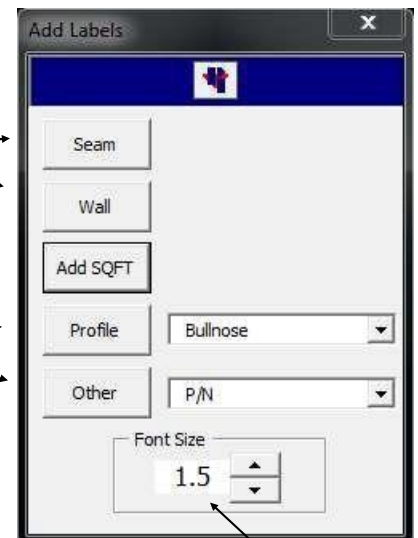 Add Labels
x
Seam
Wall
Add SQFT
Profile Bullnose
Other P/N
Font Size
1.5